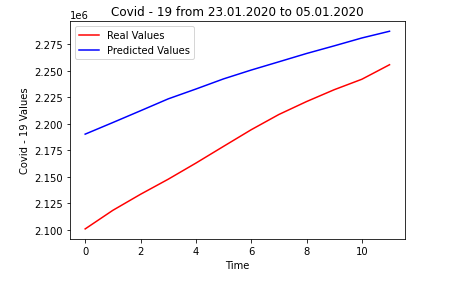 Covid - 19 from 23.01.2020 to 05.01.2020
1e6
Real Values
Predicted Values
2.275
2.250
2.225
2.200
2.175
2.150
2.125
2.100
Covid - 19 Values
0 2 4 6 8 10
Time